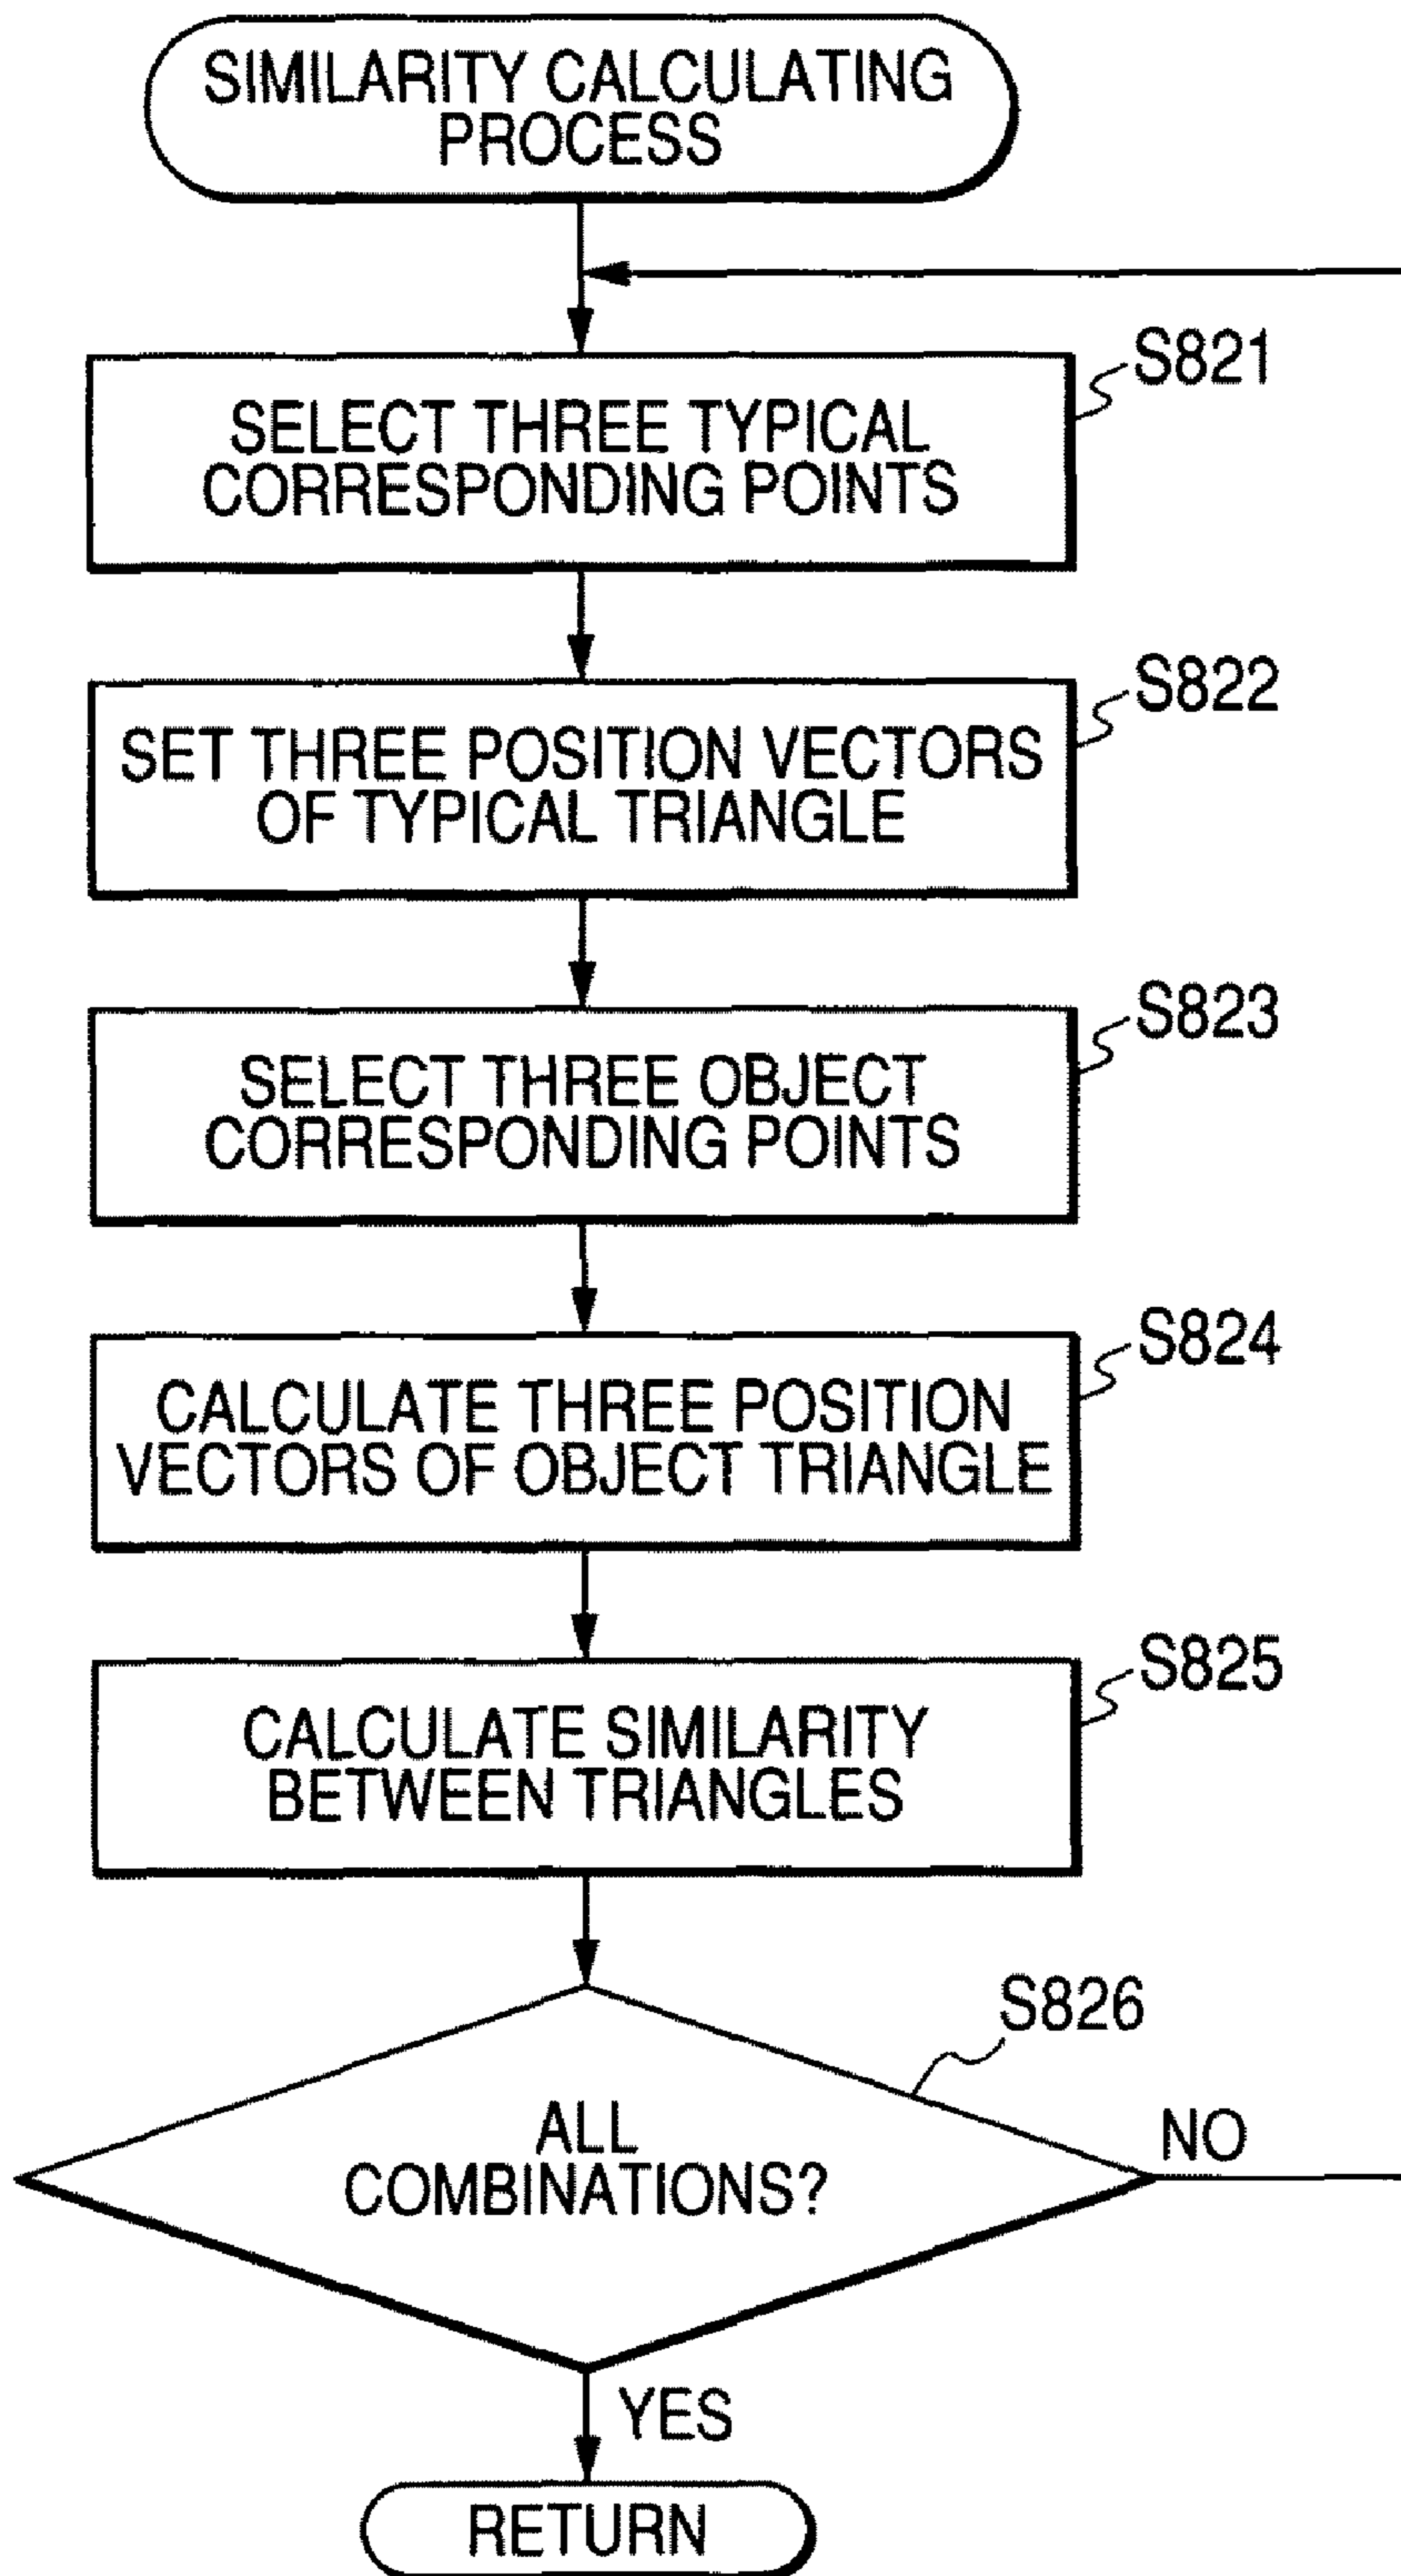 SIMILARITY CALCULATING
PROCESS
S821
SELECT THREE TYPICAL
CORRESPONDING POINTS
S822
SET THREE POSITION VECTORS
OF TYPICAL TRIANGLE
S823
SELECT THREE OBJECT
CORRESPONDING POINTS
S824
CALCULATE THREE POSITION
VECTORS OF OBJECT TRIANGLE
S825
CALCULATE SIMILARITY
BETWEEN TRIANGLES
S826
ALL
COMBINATIONS?
NO
YES
RETURN